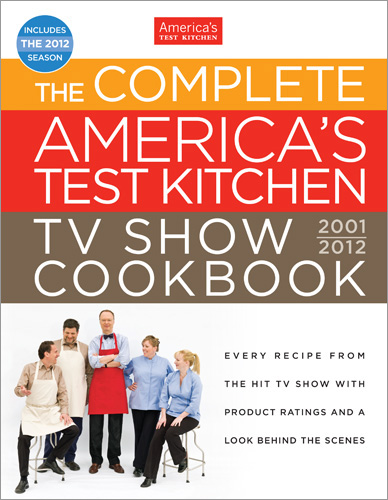 America's
TEST KITCHEN
INCLUDES
THE 2012
SEASON
THE COMPLETE
AMERICA'S
TEST KITCHEN
TV SHOW 2001
COOKBOOK 2012
EVERY RECIPE FROM
THE HIT TV SHOW WITH
PRODUCT RATINGS AND A
LOOK BEHIND THE SCENES